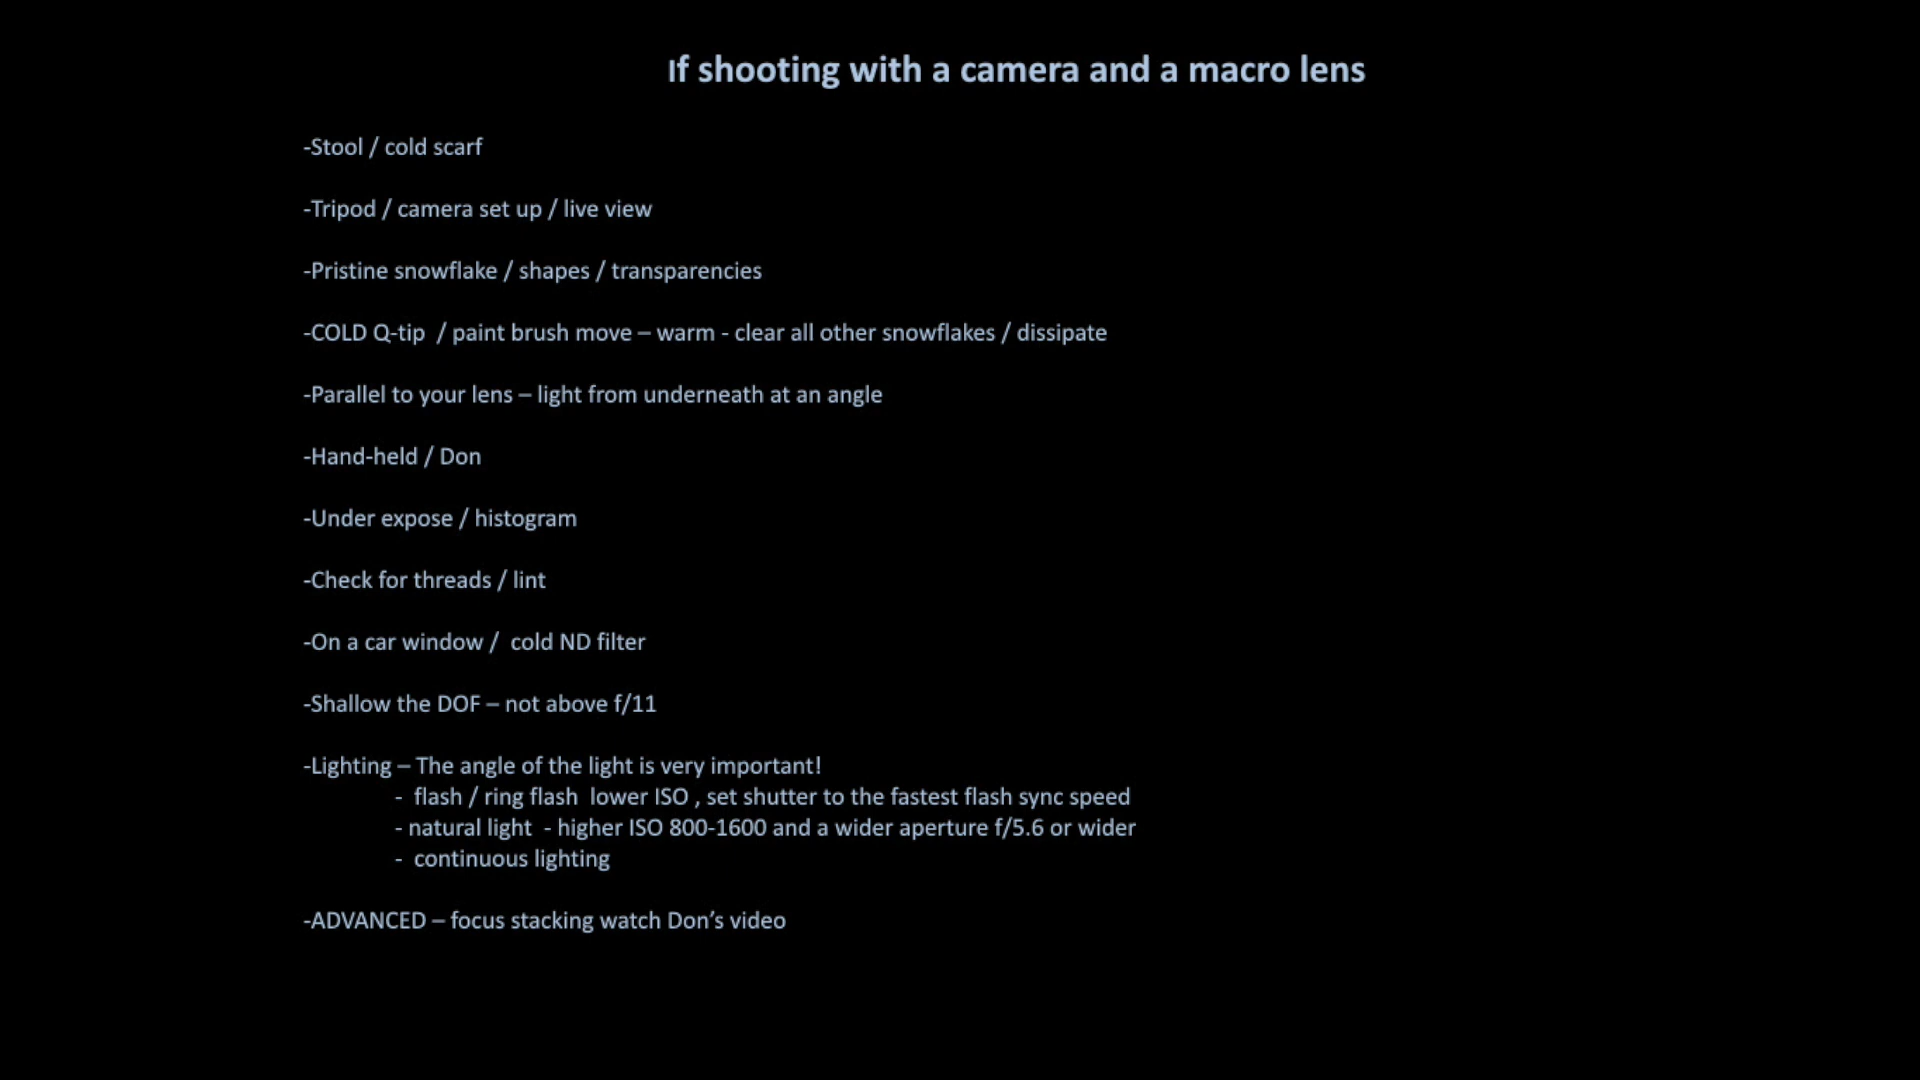 If shooting with a camera and a macro lens
-Stool / cold scarf
-Tripod / camera set up / live view
-Pristine snowflake / shapes / transparencies
-COLD Q-tip  / paint brush move – warm - clear all other snowflakes / dissipate
-Parallel to your lens – light from underneath at an angle
-Hand-held / Don
-Under expose / histogram
-Check for threads / lint
-On a car window /  cold ND filter
-Shallow the DOF – not above f/11
-Lighting – The angle of the light is very important!
-  flash / ring flash  lower ISO , set shutter to the fastest flash sync speed
- natural light  - higher ISO 800-1600 and a wider aperture f/5.6 or wider
-  continuous lighting
-ADVANCED – focus stacking watch Don’s video